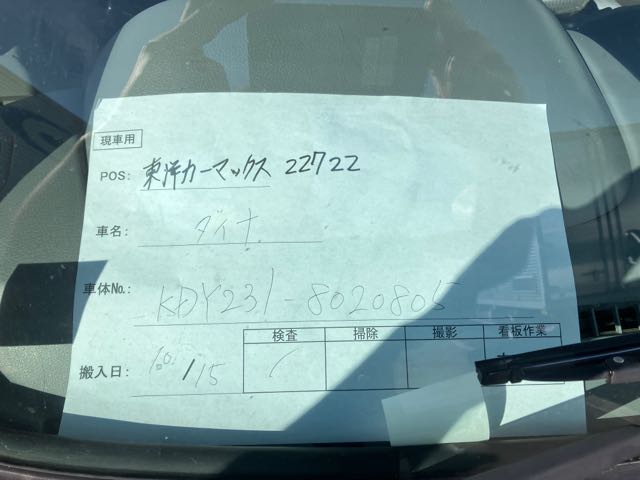 現車用
POS: 東洋カーマックス 22722
車名: ダイナ
車体No.: KDY231-8020805
検査 掃除 撮影 看板作業
搬入日: 10/15